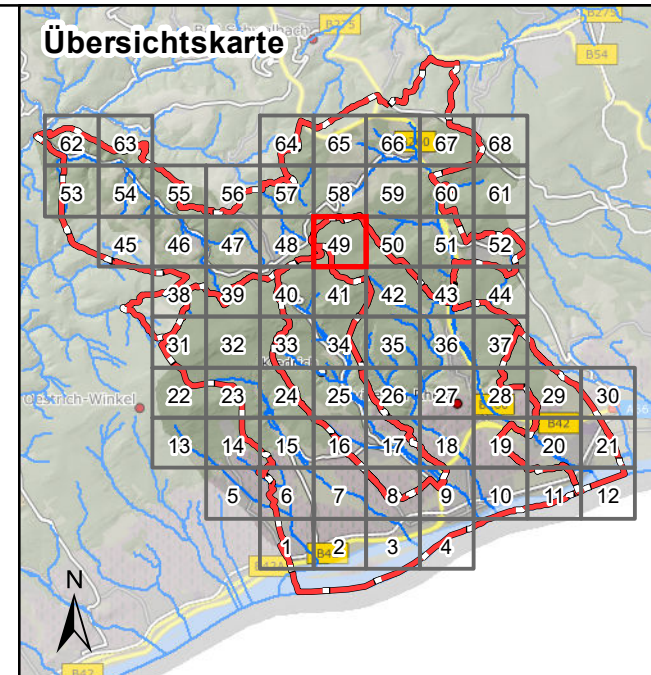 Übersichtskarte
B275
B54
62 63 64 65 66 67 68
53 54 55 56 57 58 59 60 61
45 46 47 48 49 50 51 52
38 39 40 41 42 43 44
31 32 33 34 35 36 37
Oestrich-Winkel
22 23 24 25 26 27 28 29 30
B42
13 14 15 16 17 18 19 20 21
5 6 7 8 9 10 11 12
1 2 3 4
N
B42